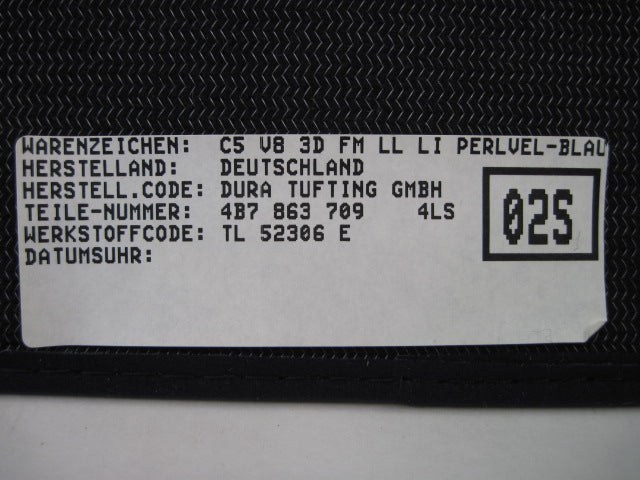 WARENZEICHEN: C5 V8 3D FM LL LI PERLVEL-BLAU
HERSTELLAND: DEUTSCHLAND
HERSTELL.CODE: DURA TUFTING GMBH
TEILE-NUMMER: 4B7 863 709 4LS
02S
WERKSTOFFCODE: TL 52306 E
DATUMSUHR: